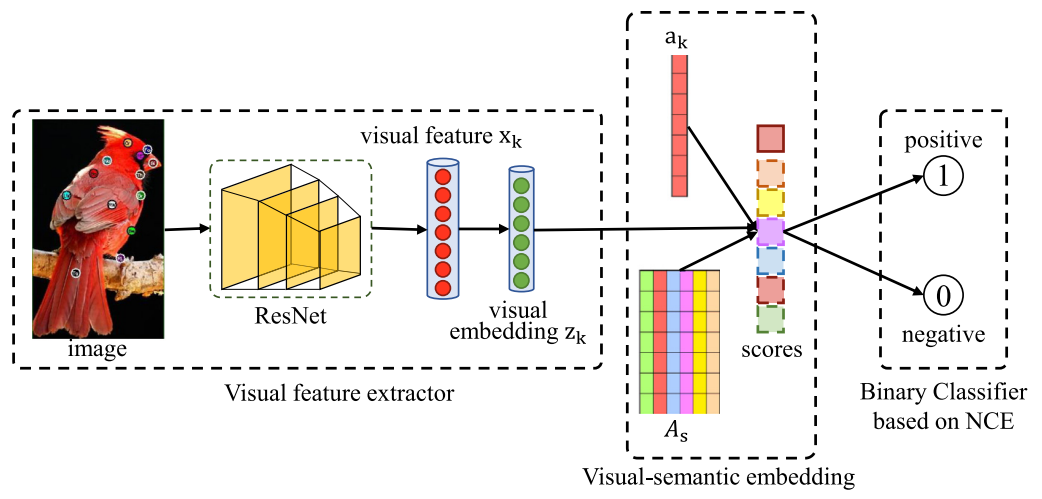 a_k
visual feature x_k
positive
1
ResNet
visual
embedding z_k
image
0
negative
scores
Visual feature extractor
A_s
Binary Classifier
based on NCE
Visual-semantic embedding